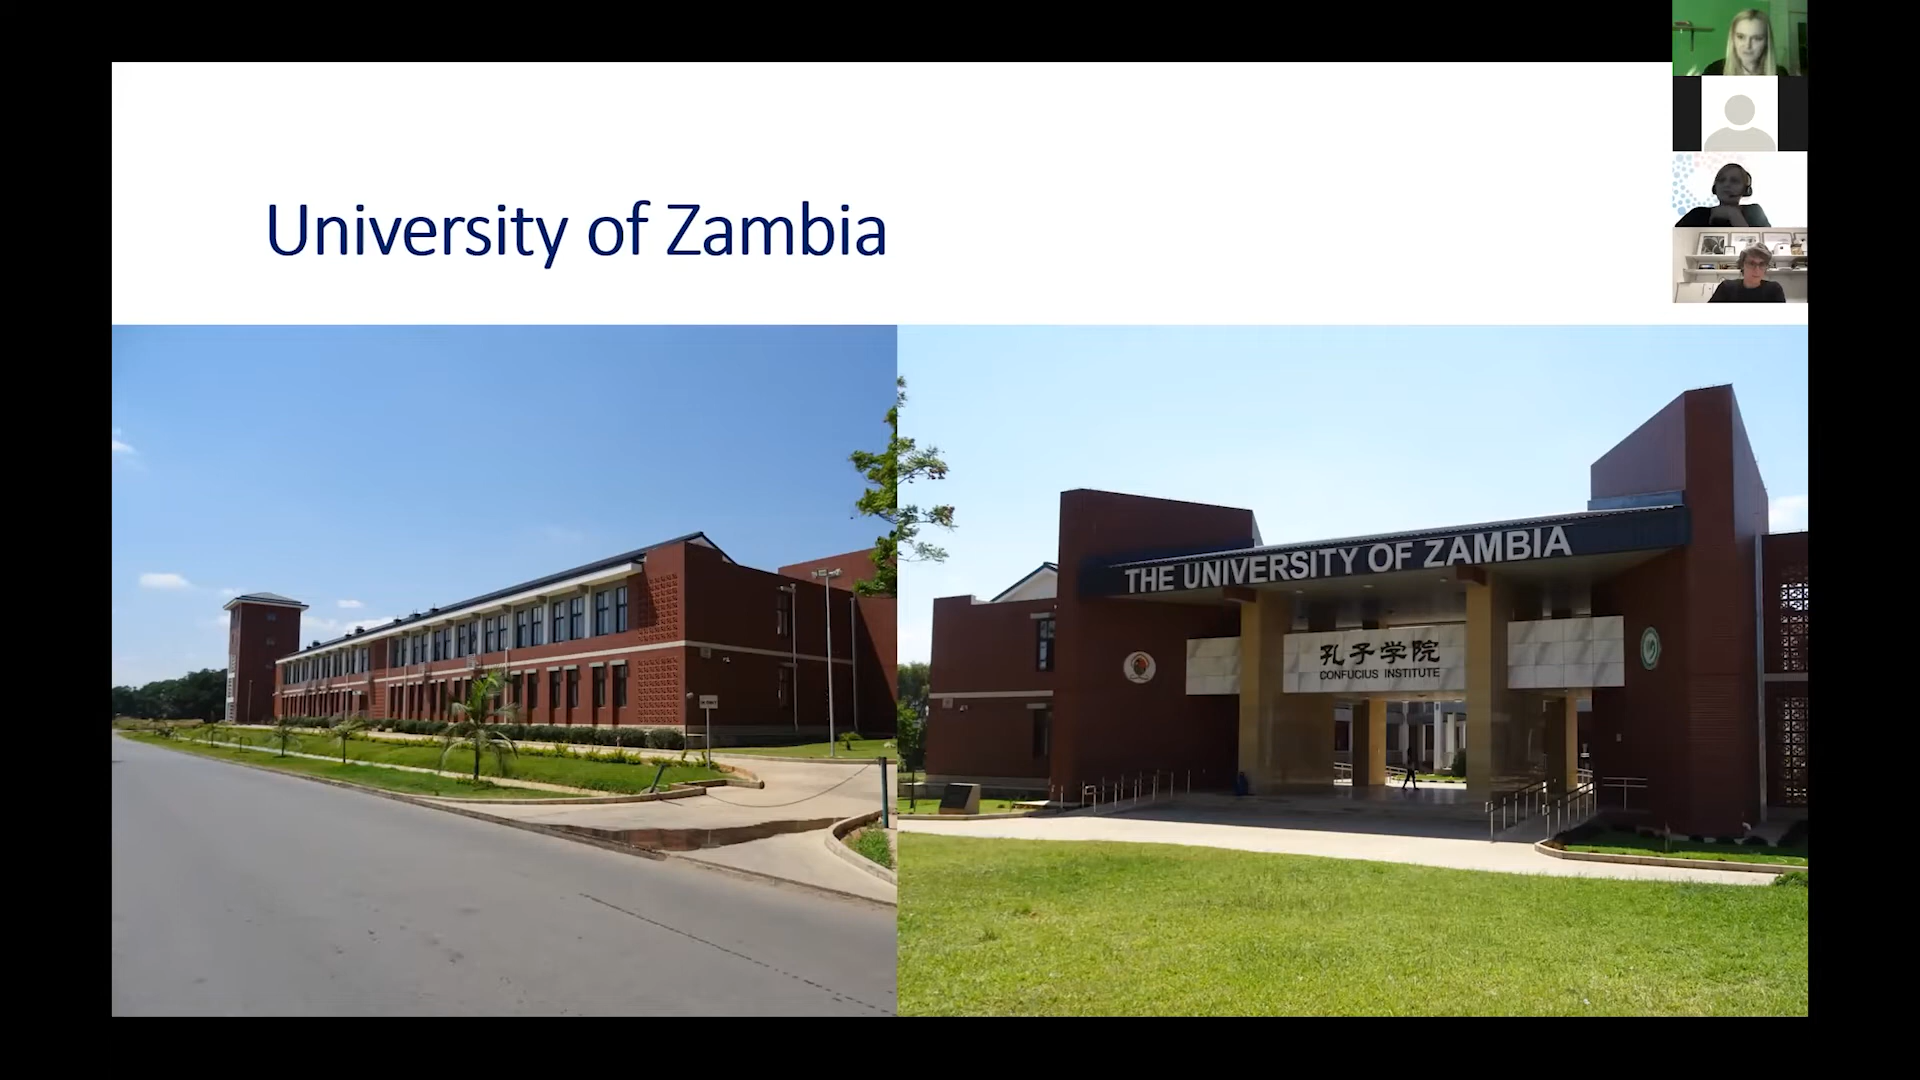 University of Zambia
THE UNIVERSITY OF ZAMBIA
孔子学院
CONFUCIUS INSTITUTE